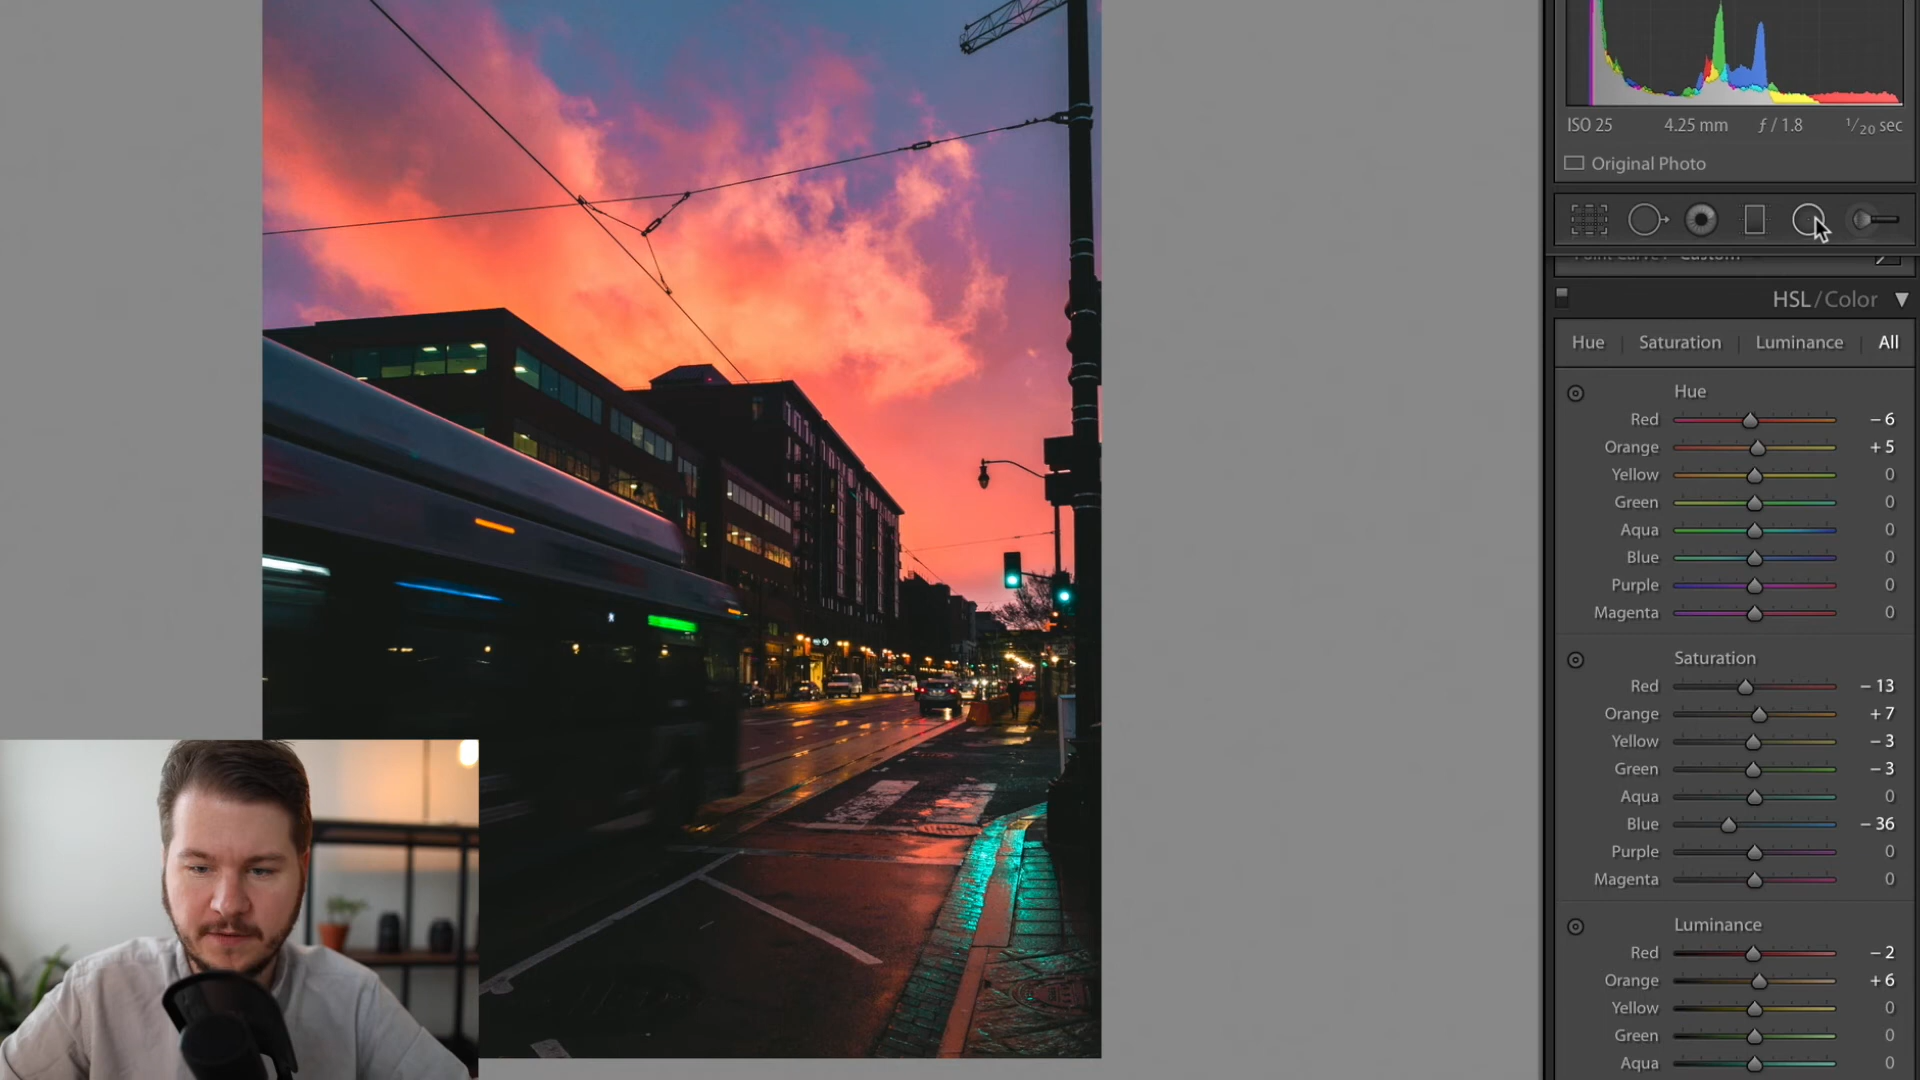 ISO 25 4.25 mm ƒ / 1.8 1/20 sec
Original Photo
Point Curve : Custom
HSL / Color
Hue Saturation Luminance All
Hue
Red - 6
Orange + 5
Yellow 0
Green 0
Aqua 0
Blue 0
Purple 0
Magenta 0
Saturation
Red - 13
Orange + 7
Yellow - 3
Green - 3
Aqua 0
Blue - 36
Purple 0
Magenta 0
Luminance
Red - 2
Orange + 6
Yellow 0
Green 0
Aqua 0